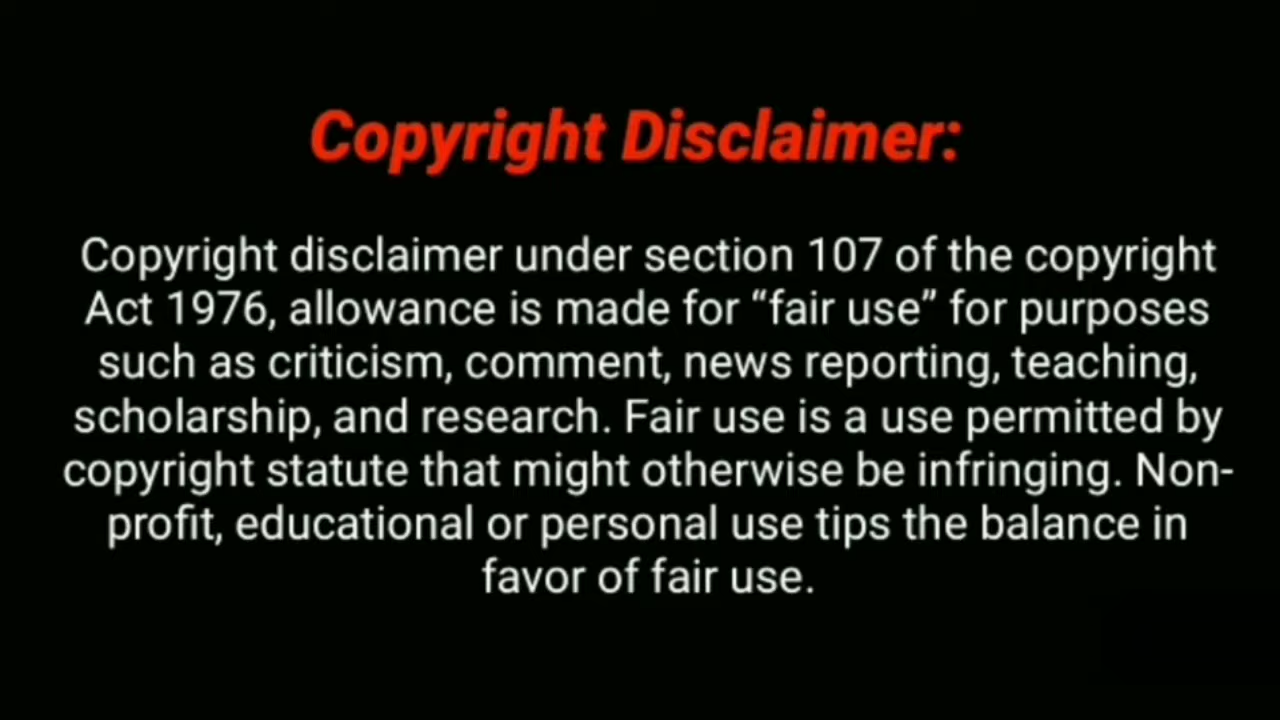 Copyright Disclaimer:
Copyright disclaimer under section 107 of the copyright
Act 1976, allowance is made for “fair use” for purposes
such as criticism, comment, news reporting, teaching,
scholarship, and research. Fair use is a use permitted by
copyright statute that might otherwise be infringing. Non-
profit, educational or personal use tips the balance in
favor of fair use.